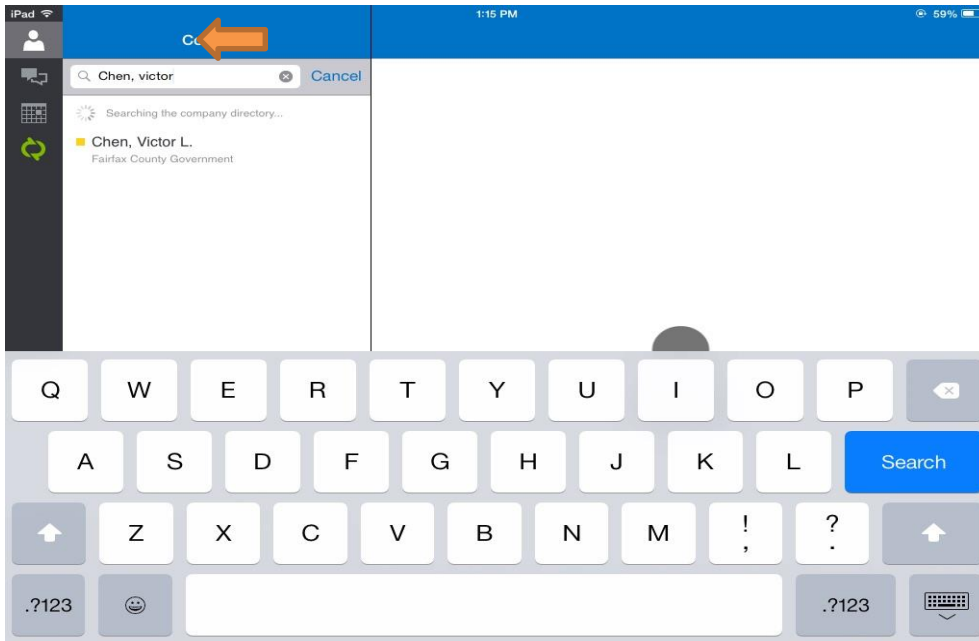 iPad 1:15 PM 59%
Chen, victor Cancel
Searching the company directory...
Chen, Victor L.
Fairfax County Government
Q W E R T Y U I O P
A S D F G H J K L Search
Z X C V B N M ! , ? .
.?123 .?123